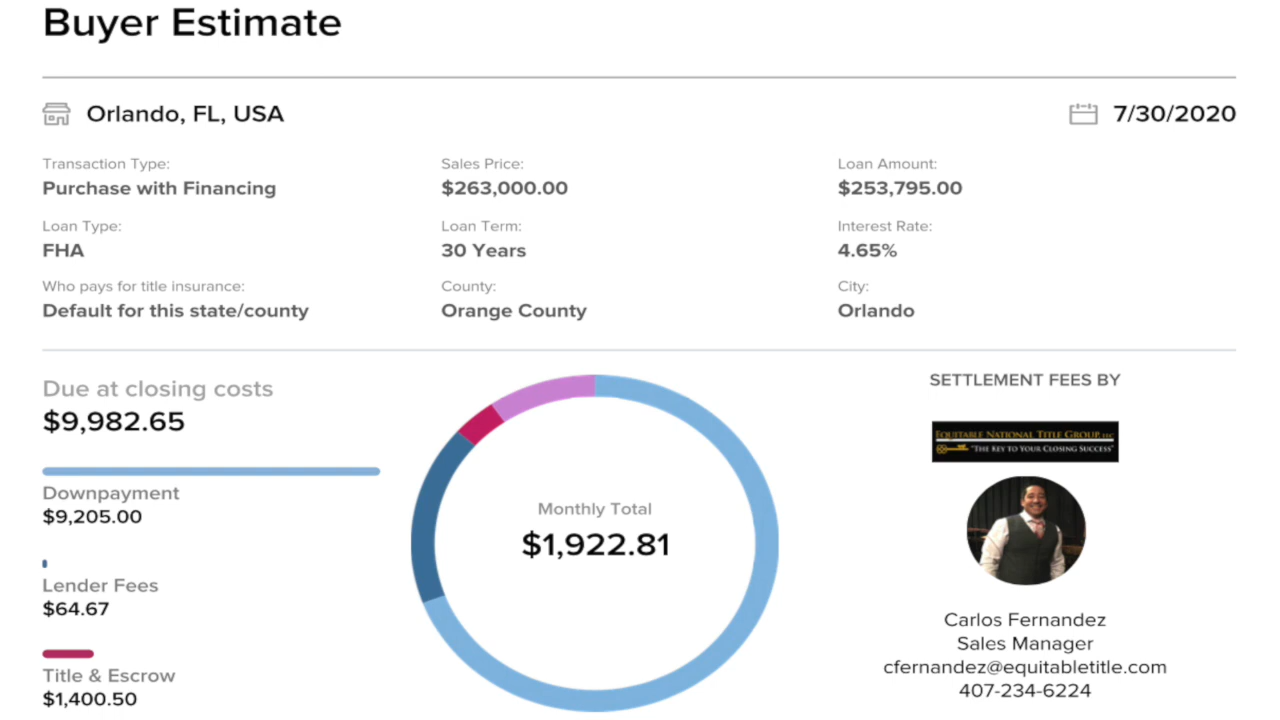 Buyer Estimate
Orlando, FL, USA
7/30/2020
Transaction Type:
Purchase with Financing
Sales Price:
$263,000.00
Loan Amount:
$253,795.00
Loan Type:
FHA
Loan Term:
30 Years
Interest Rate:
4.65%
Who pays for title insurance:
Default for this state/county
County:
Orange County
City:
Orlando
Due at closing costs
$9,982.65
Downpayment
$9,205.00
Lender Fees
$64.67
Title & Escrow
$1,400.50
Monthly Total
$1,922.81
SETTLEMENT FEES BY
EQUITABLE NATIONAL TITLE GROUP, LLC
"THE KEY TO YOUR CLOSING SUCCESS"
Carlos Fernandez
Sales Manager
cfernandez@equitabletitle.com
407-234-6224